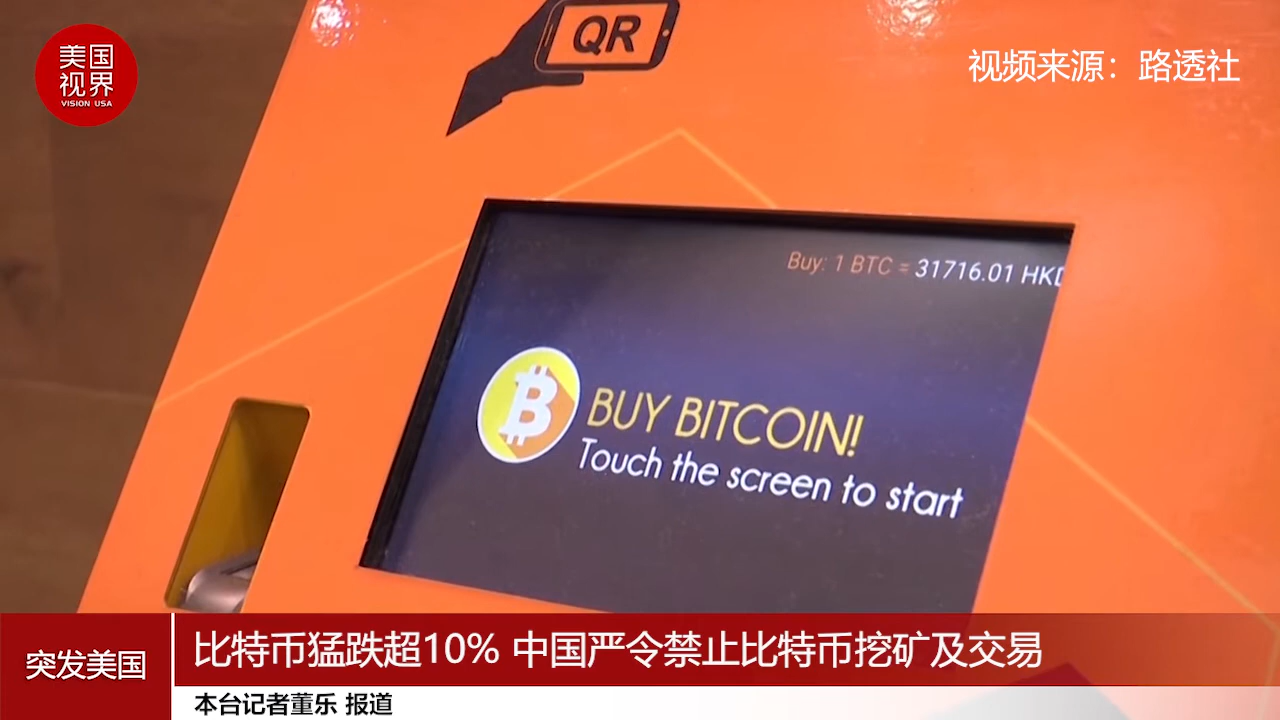 美国
视界
VISION USA
QR
视频来源：路透社
Buy: 1 BTC = 31716.01 HKD
BUY BITCOIN!
Touch the screen to start
突发美国
比特币猛跌超10% 中国严令禁止比特币挖矿及交易
本台记者董乐 报道